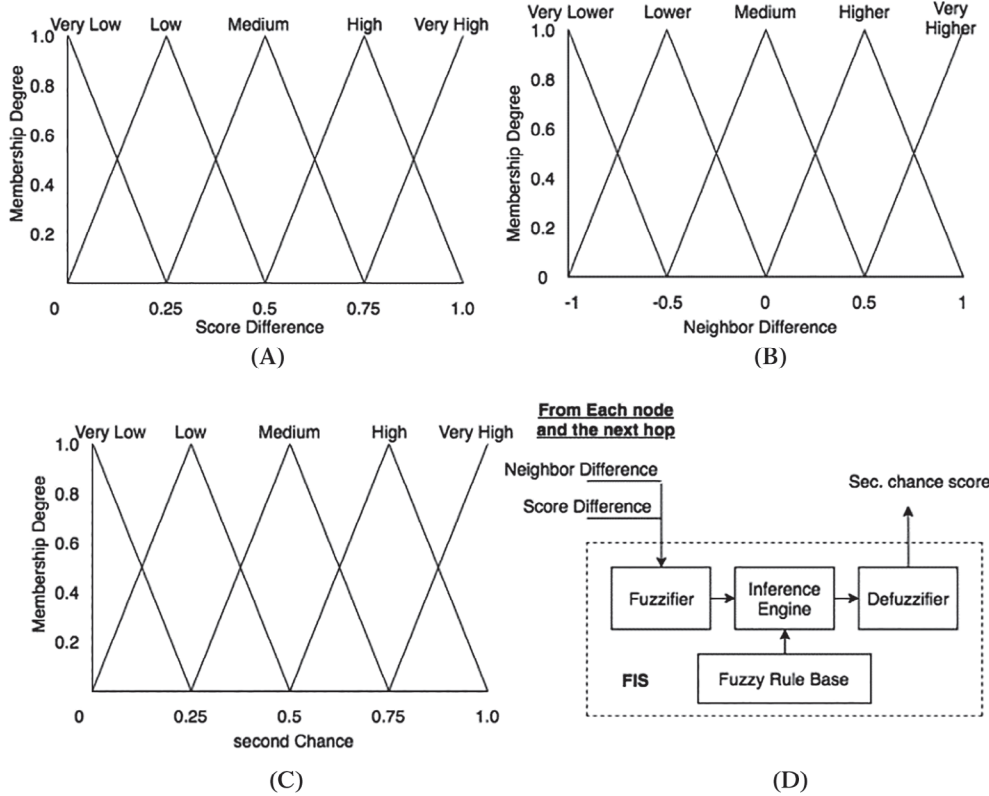 Very Low Low Medium High Very High
1.0
0.8
0.6
0.4
0.2
Membership Degree
0 0.25 0.5 0.75 1.0
Score Difference
(A)
Very Lower Lower Medium Higher Very
Higher
1.0
0.8
0.6
0.4
0.2
0
Membership Degree
-1 -0.5 0 0.5 1
Neighbor Difference
(B)
Very Low Low Medium High Very High
1.0
0.8
0.6
0.4
0.2
Membership Degree
0 0.25 0.5 0.75 1.0
second Chance
(C)
From Each node
and the next hop
Neighbor Difference
Score Difference
Sec. chance score
Fuzzifier
Inference
Engine
Defuzzifier
FIS
Fuzzy Rule Base
(D)